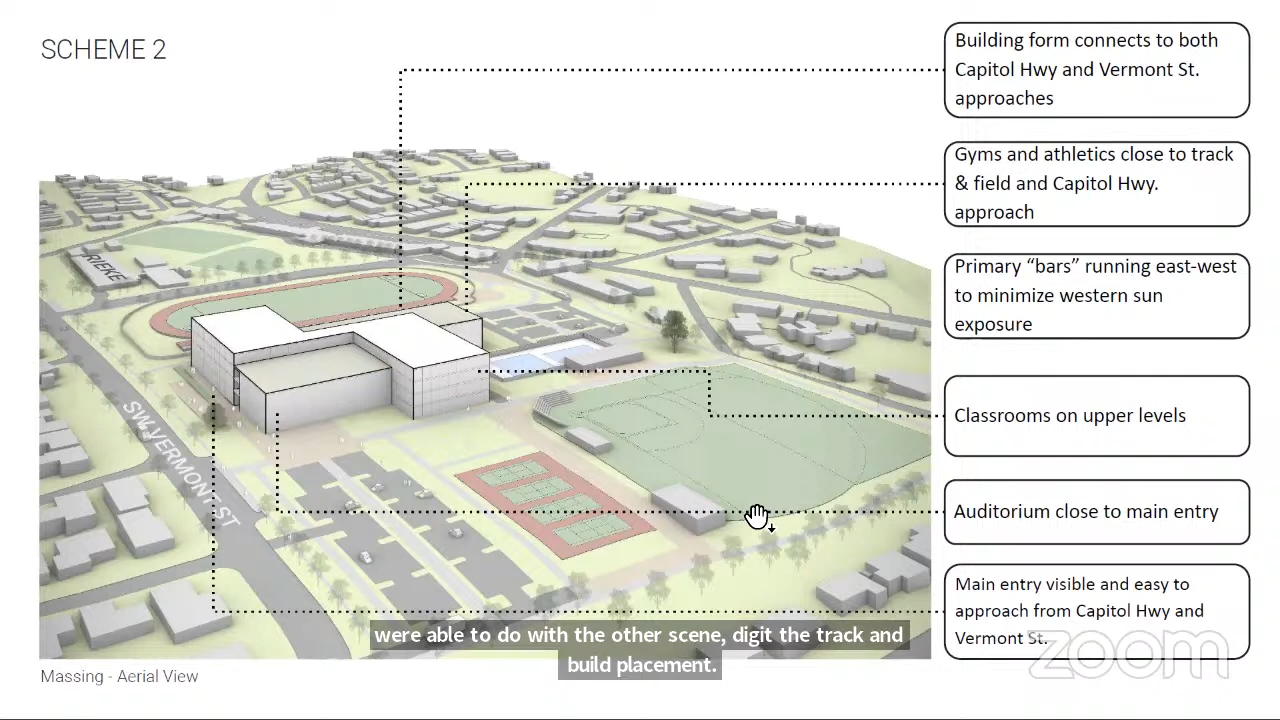 SCHEME 2
Building form connects to both
Capitol Hwy and Vermont St.
approaches
Gyms and athletics close to track
& field and Capitol Hwy.
approach
Primary “bars” running east-west
to minimize western sun
exposure
Classrooms on upper levels
Auditorium close to main entry
Main entry visible and easy to
approach from Capitol Hwy and
Vermont St.
RIEKE
SW VERMONT ST
were able to do with the other scene, digit the track and
build placement.
Massing - Aerial View
zoom